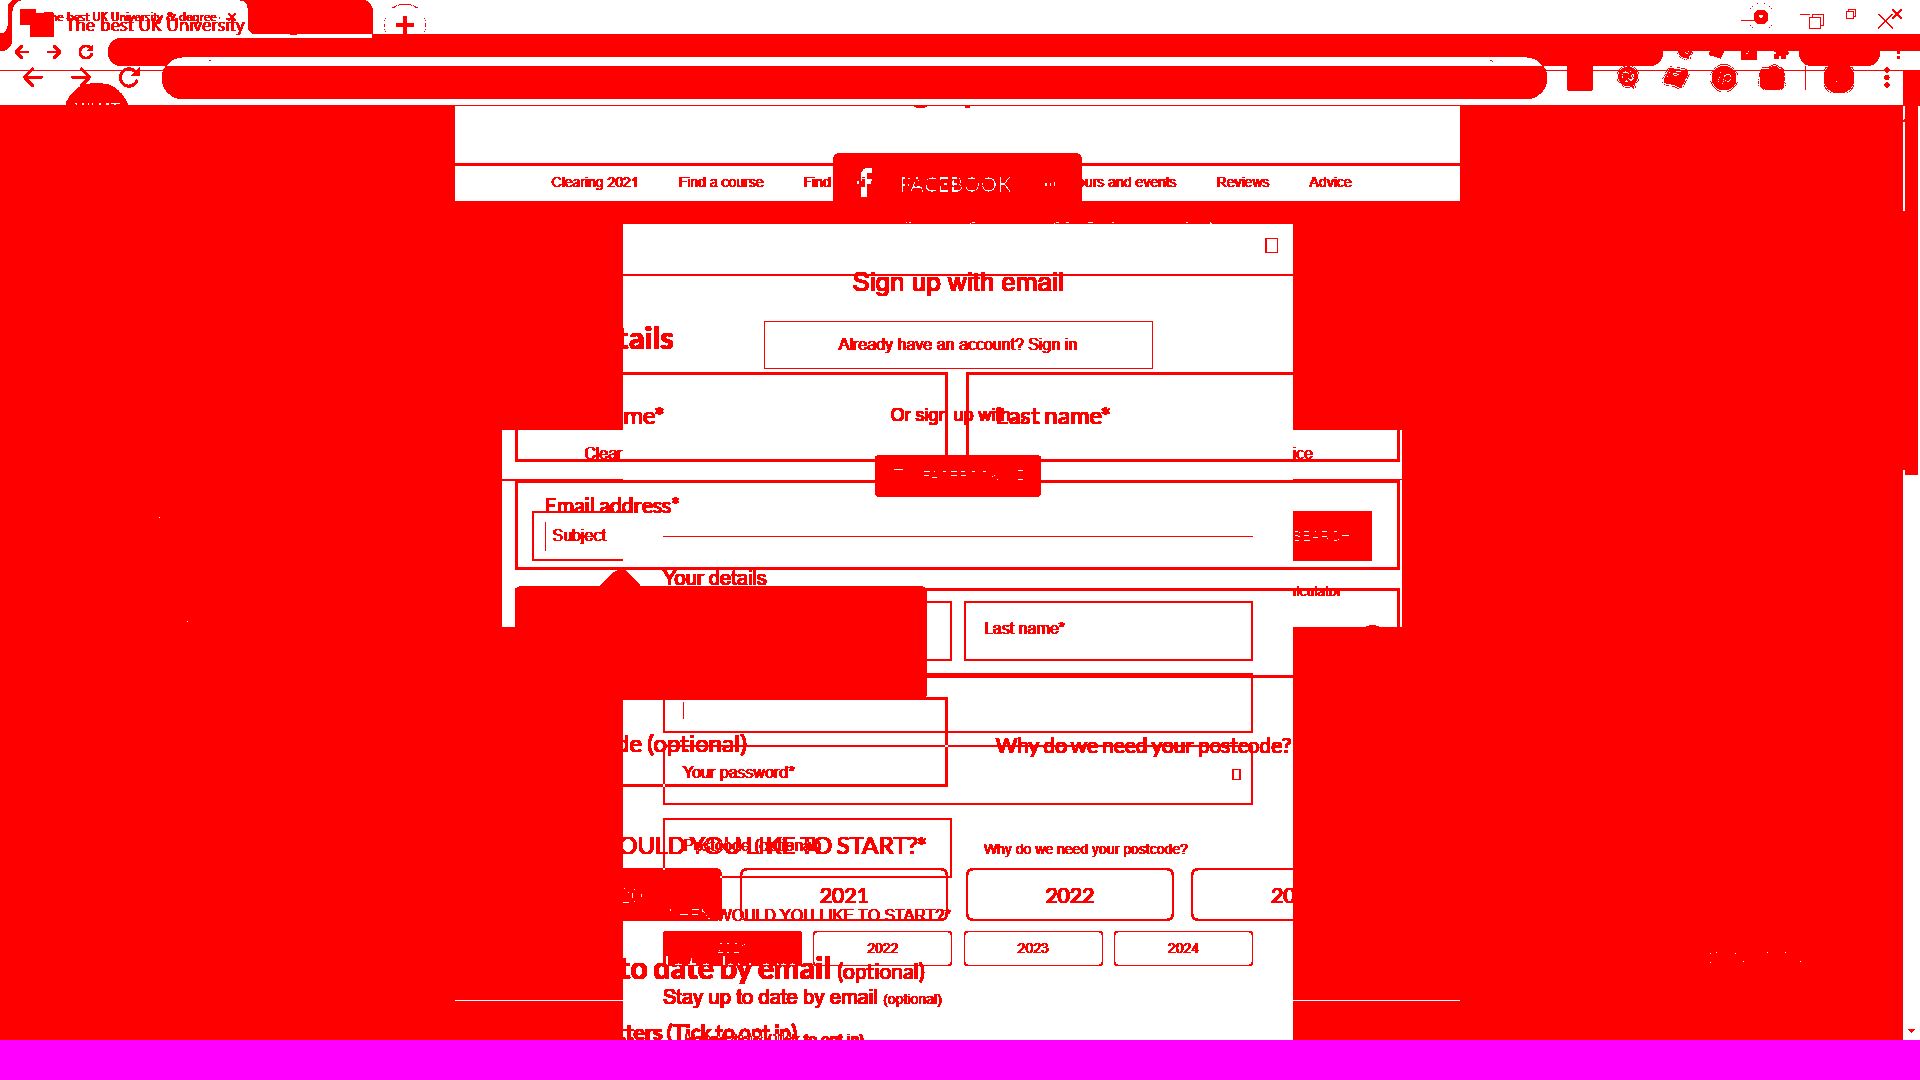 The best UK University & degree
The best UK University
Clearing 2021 Find a course Find FACEBOOK ours and events Reviews Advice
Sign up with email
tails
Already have an account? Sign in
me*
Or sign up with
Last name*
Clear
ice
Email address*
Subject
SEARCH
Your details
lculator
Last name*
de (optional)
Why do we need your postcode?
Your password*
OULD YOU LIKE TO START?*
Postcode (optional)
Why do we need your postcode?
2021 2022 20
WOULD YOU LIKE TO START?*
2022 2023 2024
to date by email (optional)
Stay up to date by email (optional)
ters (Tick to opt in)